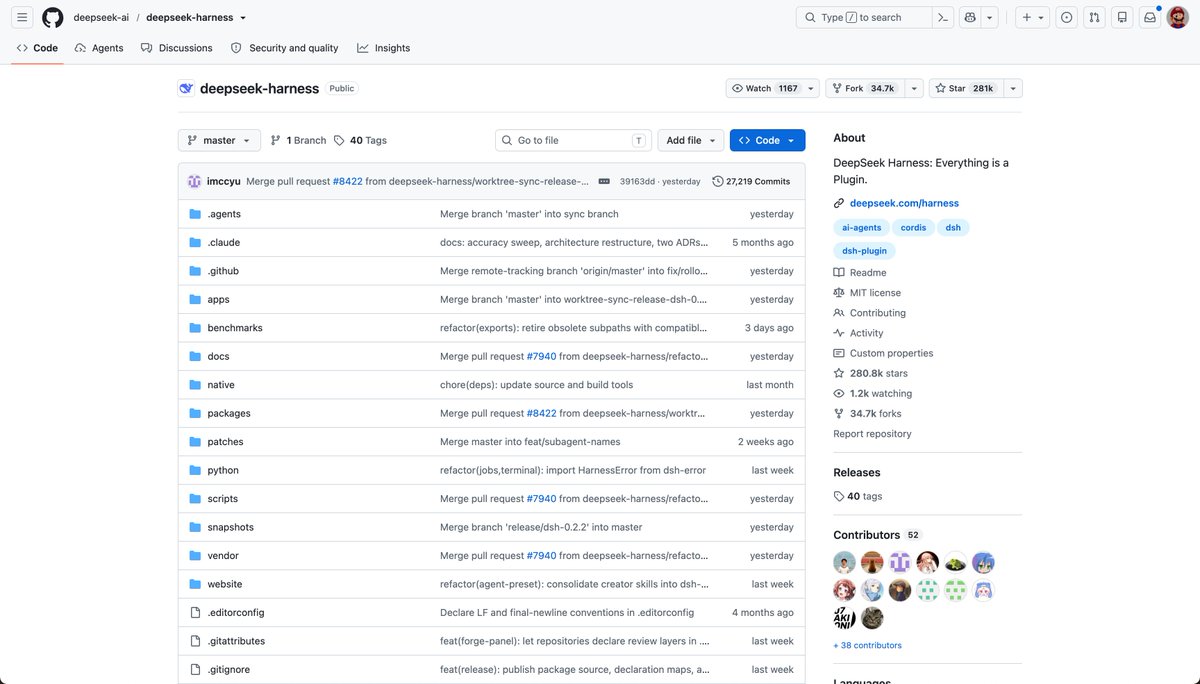 deepseek-ai / deepseek-harness
Type / to search
Code Agents Discussions Security and quality Insights
deepseek-harness Public
Watch 1167 Fork 34.7k Star 281k
master 1 Branch 40 Tags Go to file T Add file Code
imccyu Merge pull request #8422 from deepseek-harness/worktree-sync-release-... 39163dd · yesterday 27,219 Commits
.agents Merge branch 'master' into sync branch yesterday
.claude docs: accuracy sweep, architecture restructure, two ADRs... 5 months ago
.github Merge remote-tracking branch 'origin/master' into fix/rollo... yesterday
apps Merge branch 'master' into worktree-sync-release-dsh-0.... yesterday
benchmarks refactor(exports): retire obsolete subpaths with compatibl... 3 days ago
docs Merge pull request #7940 from deepseek-harness/refacto... yesterday
native chore(deps): update source and build tools last month
packages Merge pull request #8422 from deepseek-harness/worktr... yesterday
patches Merge master into feat/subagent-names 2 weeks ago
python refactor(jobs,terminal): import HarnessError from dsh-error last week
scripts Merge pull request #7940 from deepseek-harness/refacto... yesterday
snapshots Merge branch 'release/dsh-0.2.2' into master yesterday
vendor Merge pull request #7940 from deepseek-harness/refacto... yesterday
website refactor(agent-preset): consolidate creator skills into dsh-... last week
.editorconfig Declare LF and final-newline conventions in .editorconfig 4 months ago
.gitattributes feat(forge-panel): let repositories declare review layers in .... last week
.gitignore feat(release): publish package source, declaration maps, a... last week
About
DeepSeek Harness: Everything is a
Plugin.
deepseek.com/harness
ai-agents cordis dsh
dsh-plugin
Readme
MIT license
Contributing
Activity
Custom properties
280.8k stars
1.2k watching
34.7k forks
Report repository
Releases
40 tags
Contributors 52
J7
AKI
ONI
+ 38 contributors
Languages